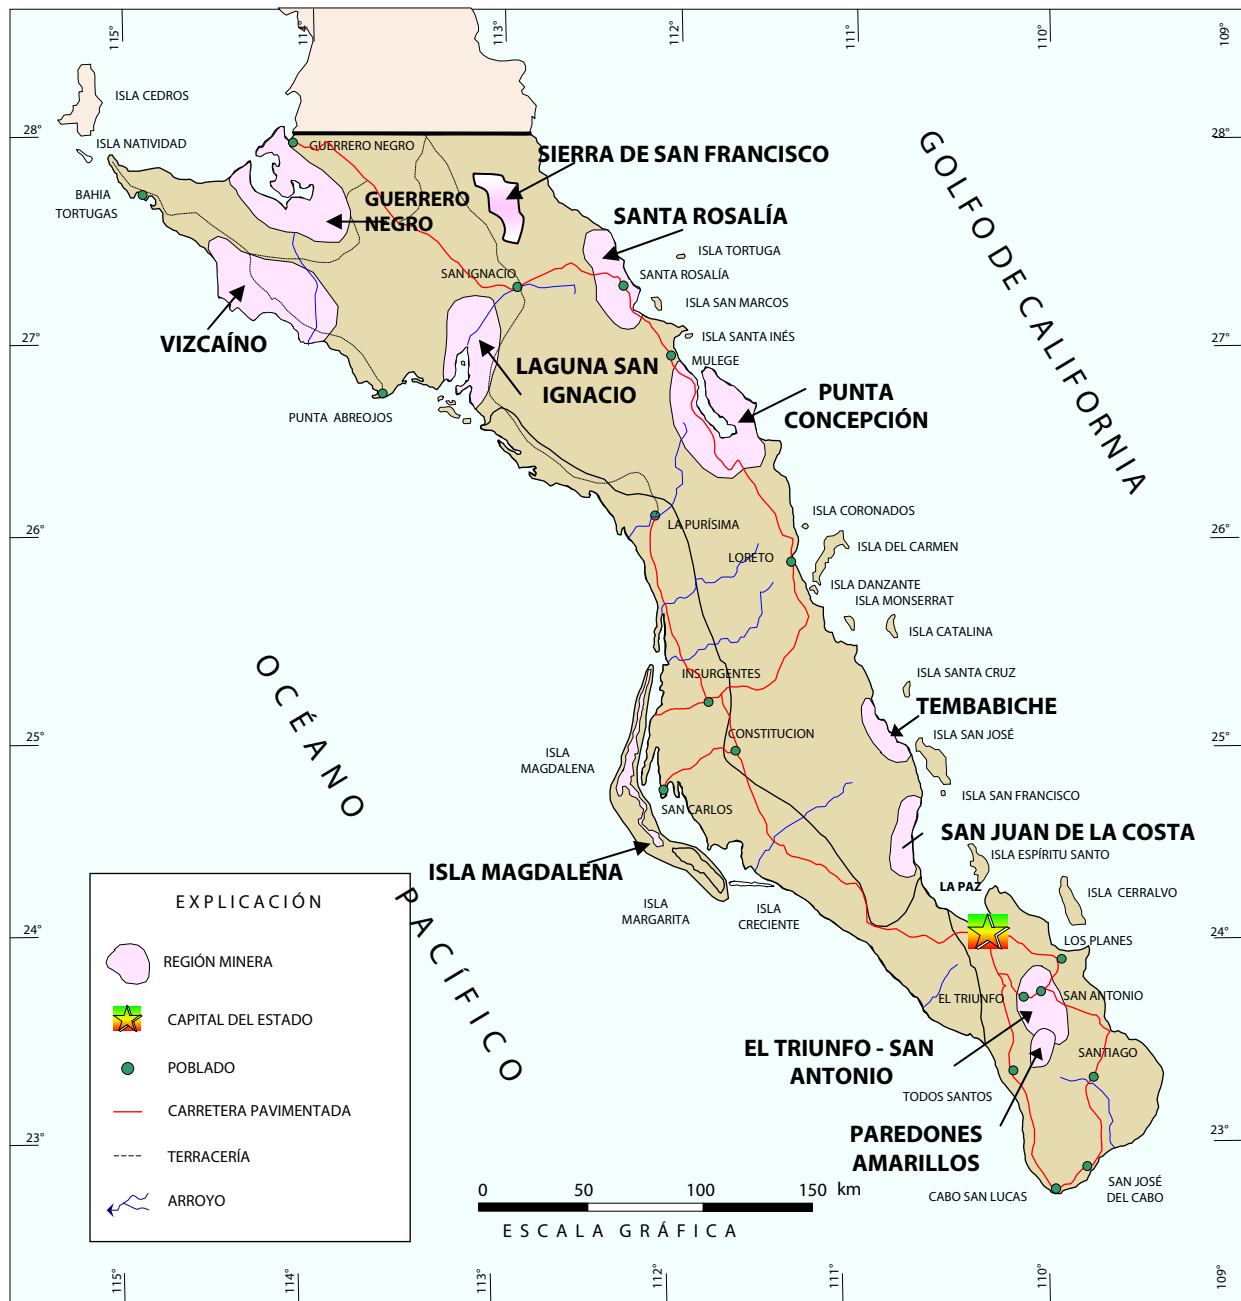 115°
114°
113°
112°
111°
110°
109°
ISLA CEDROS
28°
28°
ISLA NATIVIDAD
GUERRERO NEGRO
SIERRA DE SAN FRANCISCO
BAHIA
TORTUGAS
GUERRERO
NEGRO
SANTA ROSALÍA
GOLFO DE CALIFORNIA
ISLA TORTUGA
SAN IGNACIO
SANTA ROSALÍA
ISLA SAN MARCOS
VIZCAÍNO
27°
27°
ISLA SANTA INÉS
MULEGE
LAGUNA SAN
IGNACIO
PUNTA
CONCEPCIÓN
PUNTA ABREOJOS
26°
26°
LA PURÍSIMA
ISLA CORONADOS
LORETO
ISLA DEL CARMEN
ISLA DANZANTE
ISLA MONSERRAT
ISLA CATALINA
OCÉANO
PACÍFICO
INSURGENTES
ISLA SANTA CRUZ
TEMBABICHE
25°
25°
CONSTITUCION
ISLA SAN JOSÉ
ISLA
MAGDALENA
SAN CARLOS
ISLA SAN FRANCISCO
SAN JUAN DE LA COSTA
ISLA ESPÍRITU SANTO
ISLA MAGDALENA
LA PAZ
ISLA CERRALVO
ISLA
MARGARITA
ISLA
CRECIENTE
24°
24°
LOS PLANES
EL TRIUNFO
SAN ANTONIO
EL TRIUNFO - SAN
ANTONIO
SANTIAGO
TODOS SANTOS
PAREDONES
AMARILLOS
23°
23°
CABO SAN LUCAS
SAN JOSÉ
DEL CABO
EXPLICACIÓN
REGIÓN MINERA
CAPITAL DEL ESTADO
POBLADO
CARRETERA PAVIMENTADA
TERRACERÍA
ARROYO
0 50 100 150 km
ESCALA GRÁFICA
115°
114°
113°
112°
111°
110°
109°